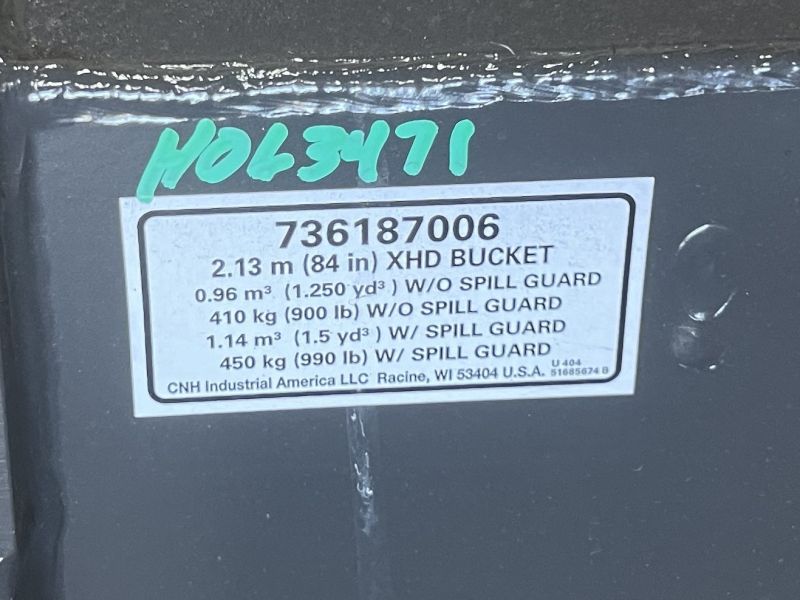 HOL3471
736187006
2.13 m (84 in) XHD BUCKET
0.96 m³ (1.250 yd³ ) W/O SPILL GUARD
410 kg (900 lb) W/O SPILL GUARD
1.14 m³ (1.5 yd³ ) W/ SPILL GUARD
450 kg (990 lb) W/ SPILL GUARD
CNH Industrial America LLC Racine, WI 53404 U.S.A.
U 404
51685674 B